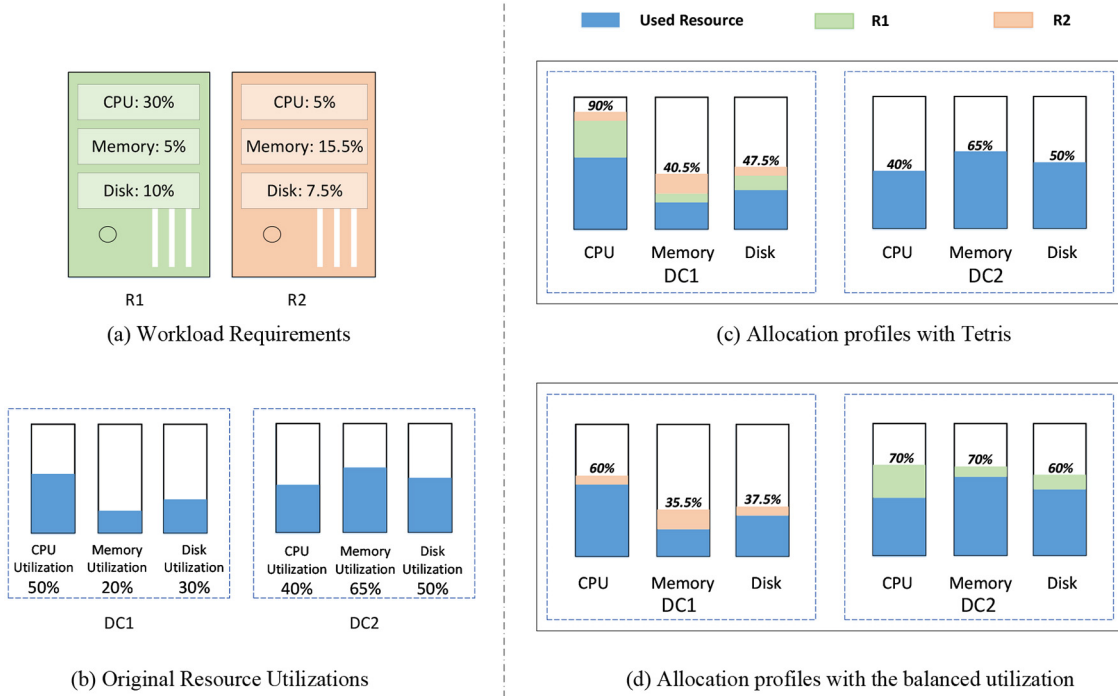 CPU: 30%
Memory: 5%
Disk: 10%
R1
CPU: 5%
Memory: 15.5%
Disk: 7.5%
R2
(a) Workload Requirements
CPU
Utilization
50%
Memory
Utilization
20%
Disk
Utilization
30%
DC1
CPU
Utilization
40%
Memory
Utilization
65%
Disk
Utilization
50%
DC2
(b) Original Resource Utilizations
Used Resource
R1
R2
90%
40.5%
47.5%
CPU
Memory
Disk
DC1
40%
65%
50%
CPU
Memory
Disk
DC2
(c) Allocation profiles with Tetris
60%
35.5%
37.5%
CPU
Memory
Disk
DC1
70%
70%
60%
CPU
Memory
Disk
DC2
(d) Allocation profiles with the balanced utilization